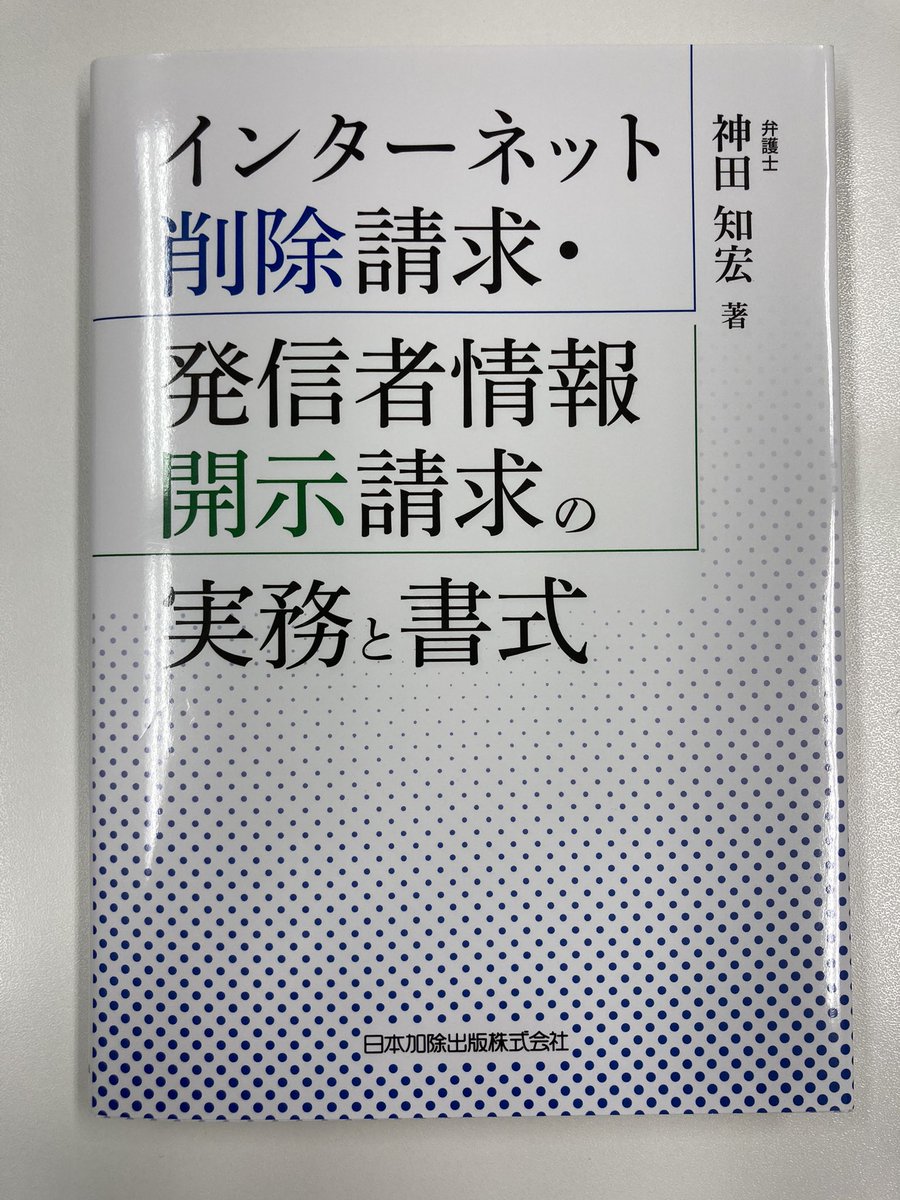 インターネット
削除請求・
発信者情報
開示請求の
実務と書式
弁護士
神田 知宏 著
日本加除出版株式会社